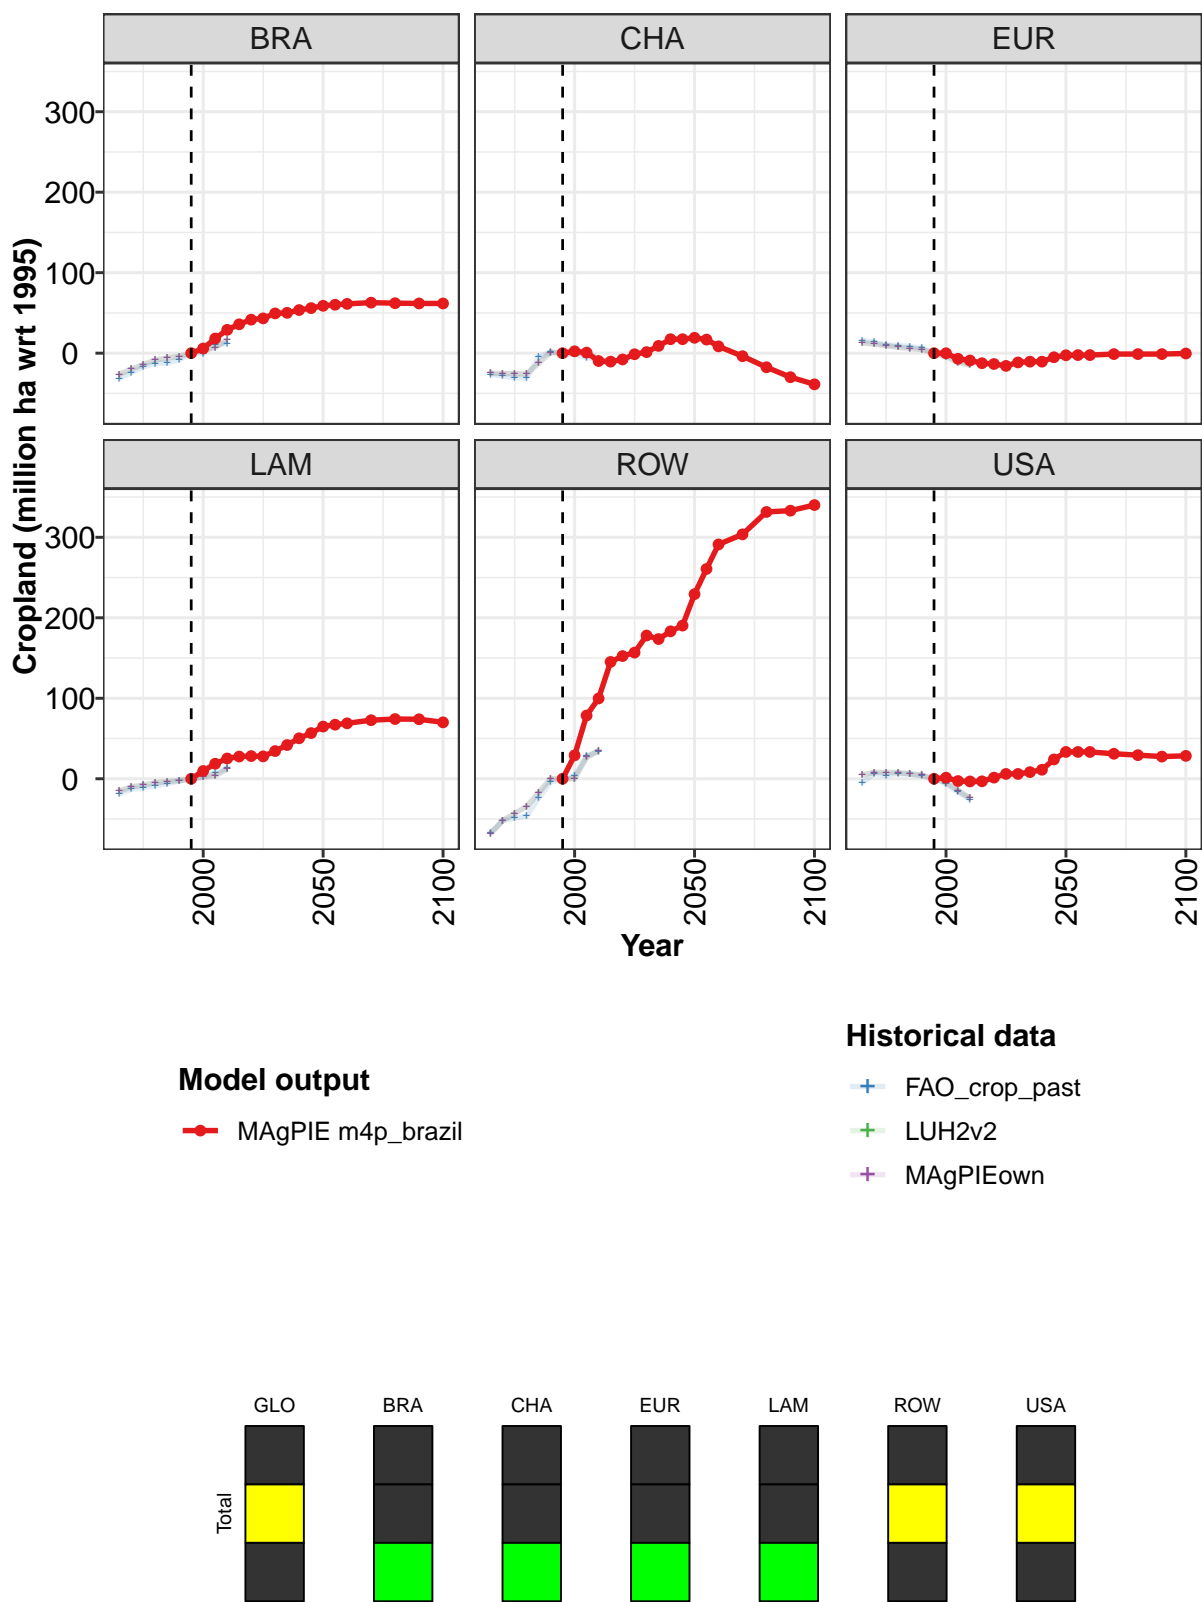 BRA CHA EUR
300
200
100
0
LAM ROW USA
300
200
100
0
Cropland (million ha wrt 1995)
2000 2050 2100 2000 2050 2100 2000 2050 2100
Year
Model output
MAgPIE m4p_brazil
Historical data
FAO_crop_past
LUH2v2
MAgPIEown
GLO BRA CHA EUR LAM ROW USA
Total